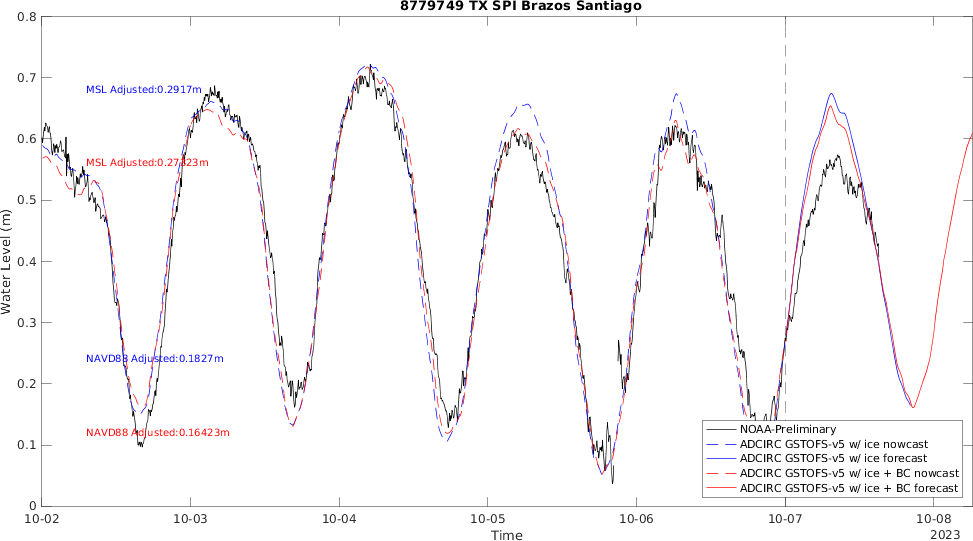 8779749 TX SPI Brazos Santiago
0.8
0.7
0.6
0.5
0.4
0.3
0.2
0.1
0
Water Level (m)
MSL Adjusted:0.2917m
MSL Adjusted:0.27323m
NAVD88 Adjusted:0.1827m
NAVD88 Adjusted:0.16423m
NOAA-Preliminary
ADCIRC GSTOFS-v5 w/ ice nowcast
ADCIRC GSTOFS-v5 w/ ice forecast
ADCIRC GSTOFS-v5 w/ ice + BC nowcast
ADCIRC GSTOFS-v5 w/ ice + BC forecast
10-02 10-03 10-04 10-05 10-06 10-07 10-08
Time
2023